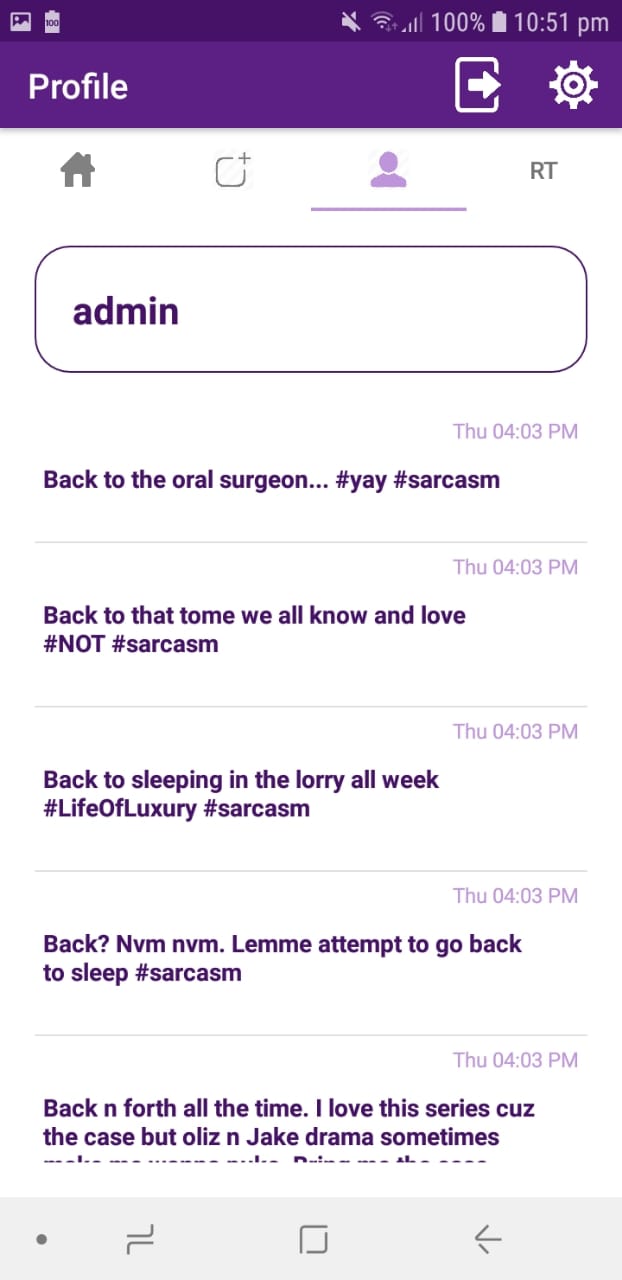 100 100% 10:51 pm
Profile
RT
admin
Thu 04:03 PM
Back to the oral surgeon... #yay #sarcasm
Thu 04:03 PM
Back to that tome we all know and love
#NOT #sarcasm
Thu 04:03 PM
Back to sleeping in the lorry all week
#LifeOfLuxury #sarcasm
Thu 04:03 PM
Back? Nvm nvm. Lemme attempt to go back
to sleep #sarcasm
Thu 04:03 PM
Back n forth all the time. I love this series cuz
the case but oliz n Jake drama sometimes